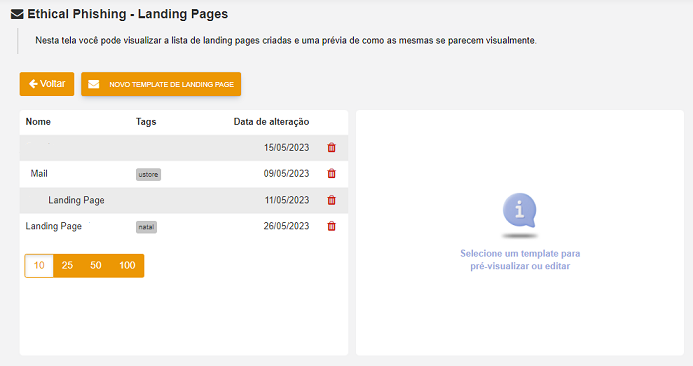 Ethical Phishing - Landing Pages
Nesta tela você pode visualizar a lista de landing pages criadas e uma prévia de como as mesmas se parecem visualmente.
Voltar
NOVO TEMPLATE DE LANDING PAGE
Nome Tags Data de alteração
15/05/2023
Mail ustore 09/05/2023
Landing Page 11/05/2023
Landing Page natal 26/05/2023
10 25 50 100
Selecione um template para
pré-visualizar ou editar